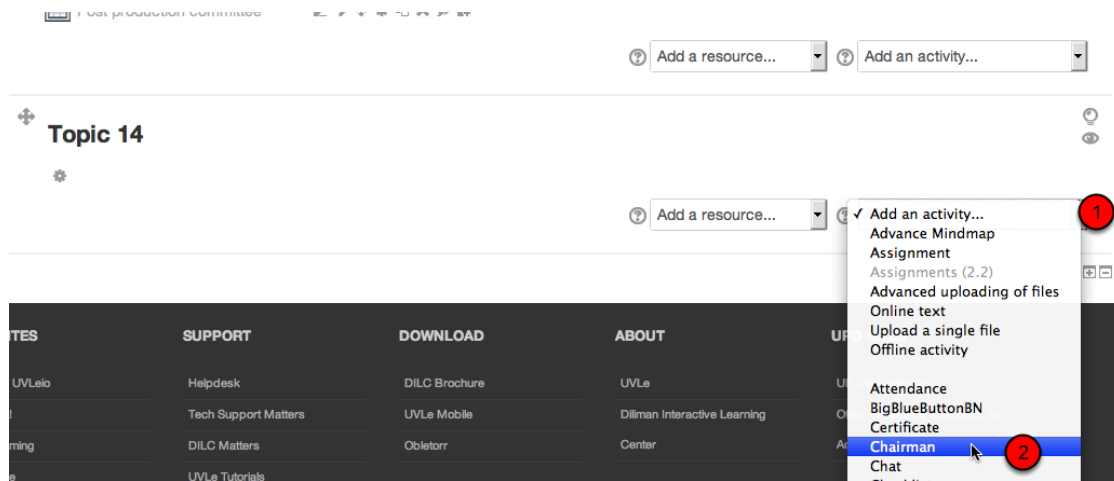 Post production committee
Add a resource...
Add an activity...
Topic 14
Add a resource...
Add an activity...
1
Advance Mindmap
Assignment
Assignments (2.2)
Advanced uploading of files
Online text
Upload a single file
Offline activity
Attendance
BigBlueButtonBN
Certificate
Chairman
2
Chat
SUPPORT
Helpdesk
Tech Support Matters
DILC Matters
UVLe Tutorials
DOWNLOAD
DILC Brochure
UVLe Mobile
Obletorr
ABOUT
UVLe
Diliman Interactive Learning
Center